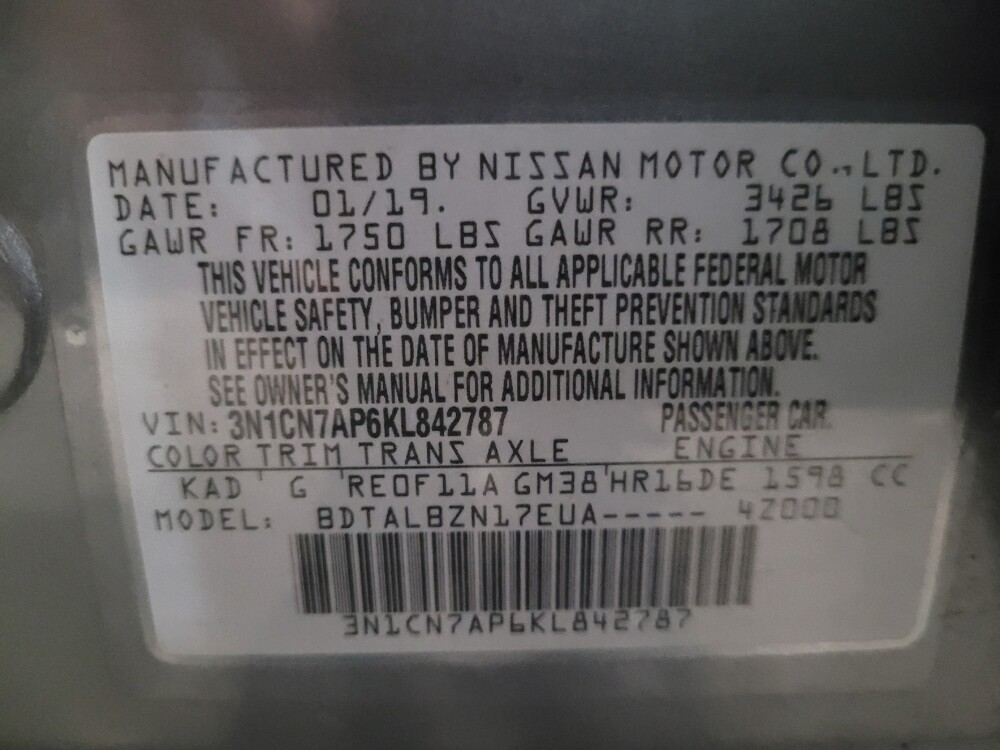 MANUFACTURED BY NISSAN MOTOR CO., LTD.
DATE: 01/19. GVWR: 3426 LBS
GAWR FR: 1750 LBS GAWR RR: 1708 LBS
THIS VEHICLE CONFORMS TO ALL APPLICABLE FEDERAL MOTOR
VEHICLE SAFETY, BUMPER AND THEFT PREVENTION STANDARDS
IN EFFECT ON THE DATE OF MANUFACTURE SHOWN ABOVE.
SEE OWNER'S MANUAL FOR ADDITIONAL INFORMATION.
VIN: 3N1CN7AP6KL842787 PASSENGER CAR.
COLOR TRIM TRANS AXLE ENGINE
KAD ' G 'RE0F11A GM38'HR16DE 1598 CC
MODEL: BDTALBZN17EUA----- 4Z000
3N1CN7AP6KL842787